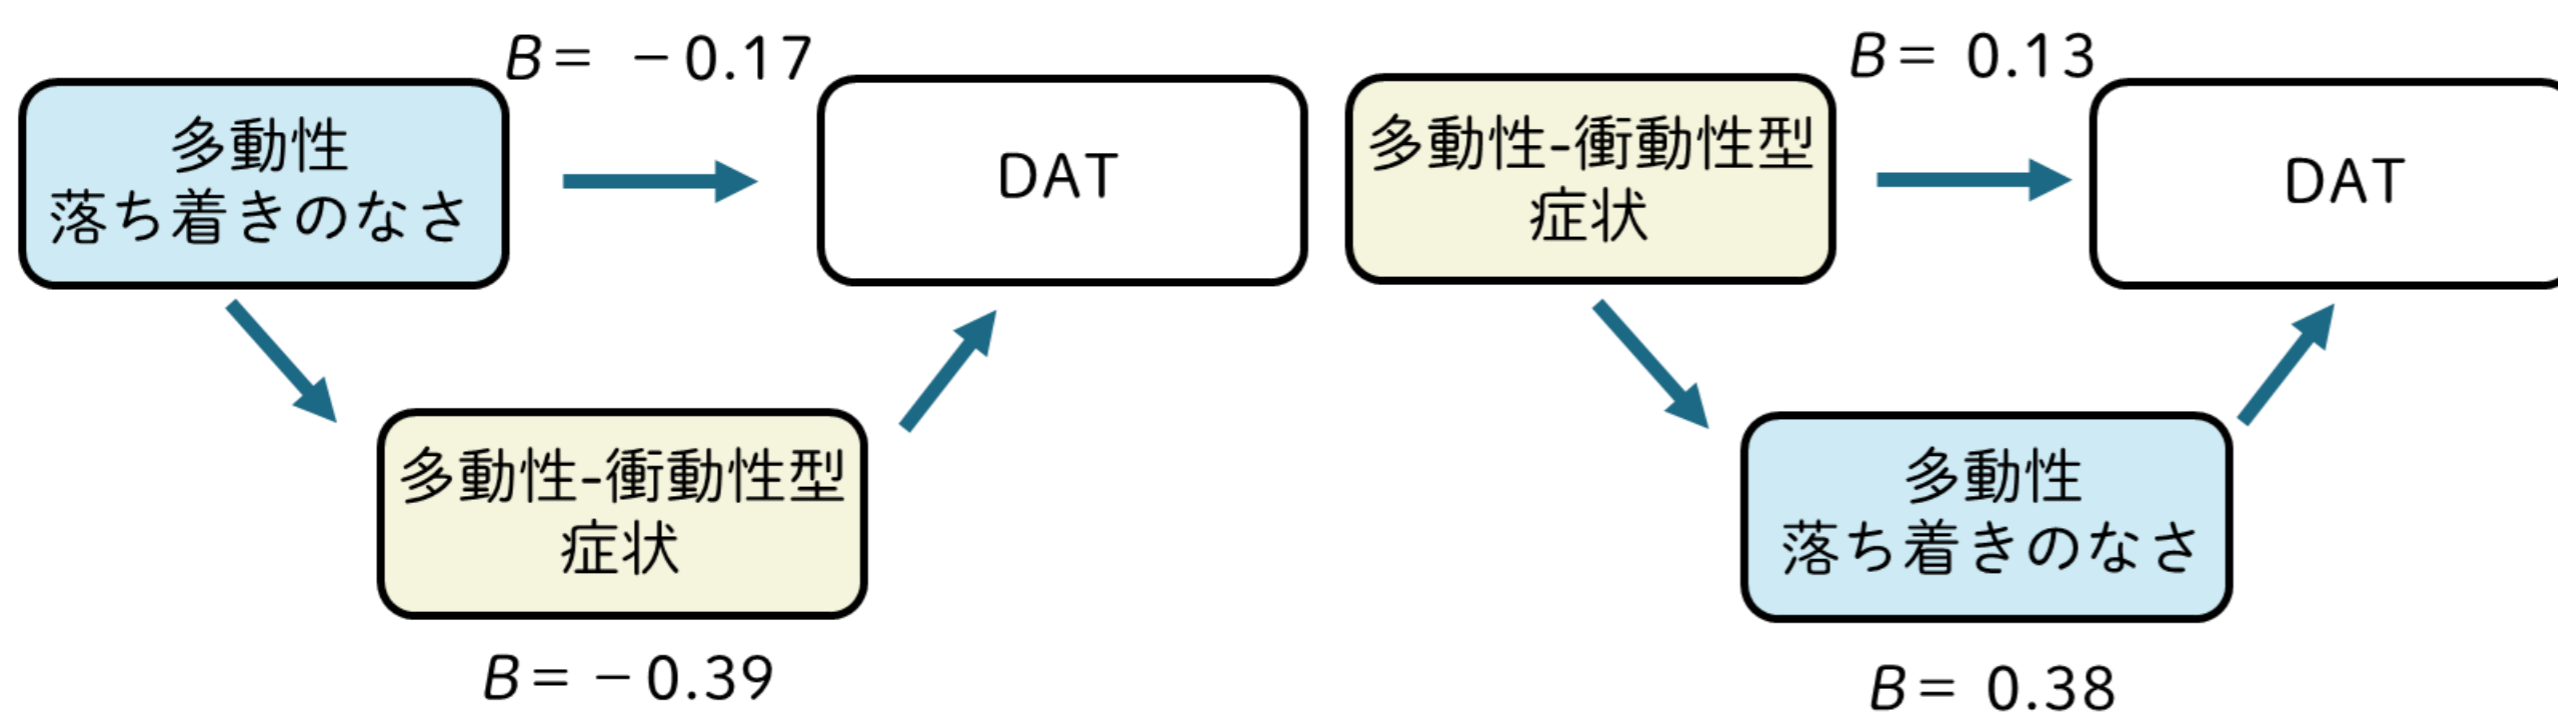 B = －0.17
多動性
落ち着きのなさ
DAT
多動性-衝動性型
症状
B = －0.39
B = 0.13
多動性-衝動性型
症状
DAT
多動性
落ち着きのなさ
B = 0.38